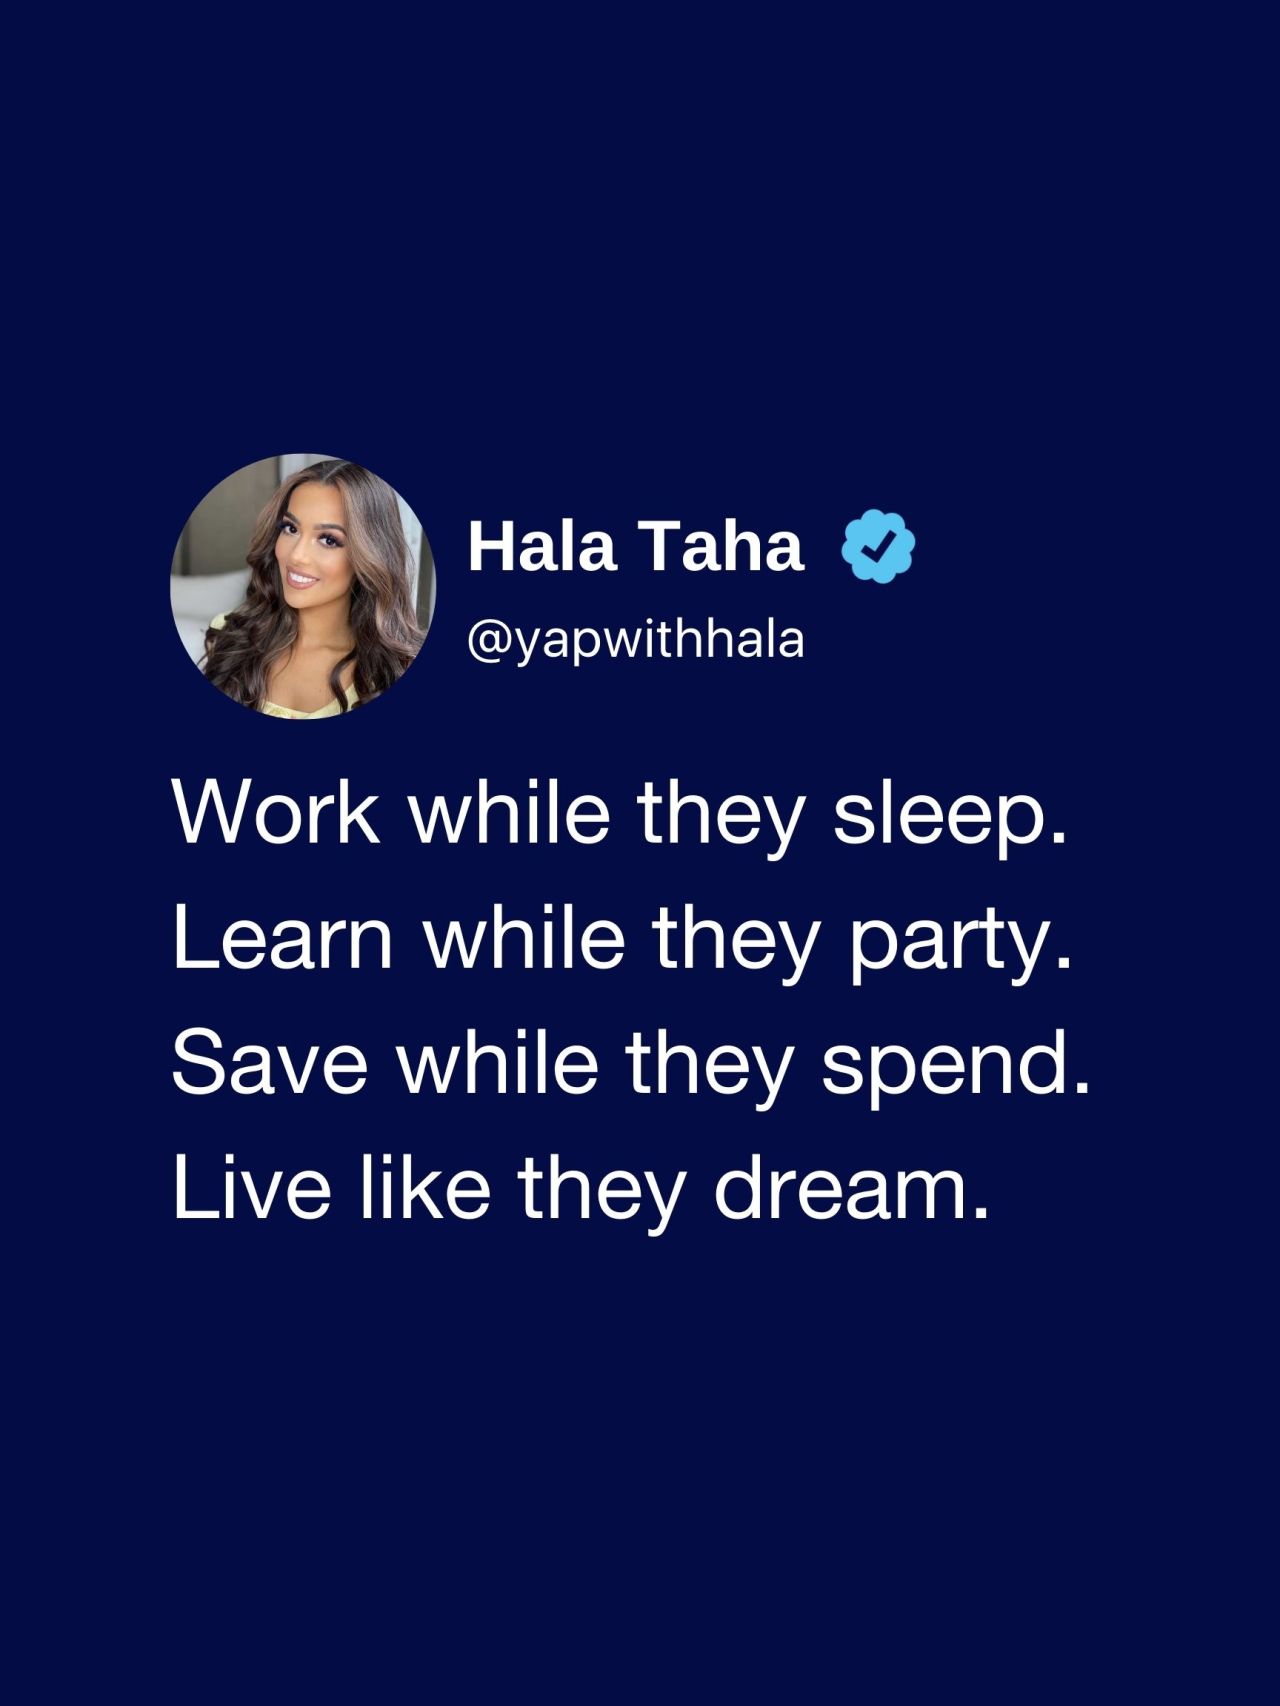 Hala Taha
@yapwithhala
Work while they sleep.
Learn while they party.
Save while they spend.
Live like they dream.